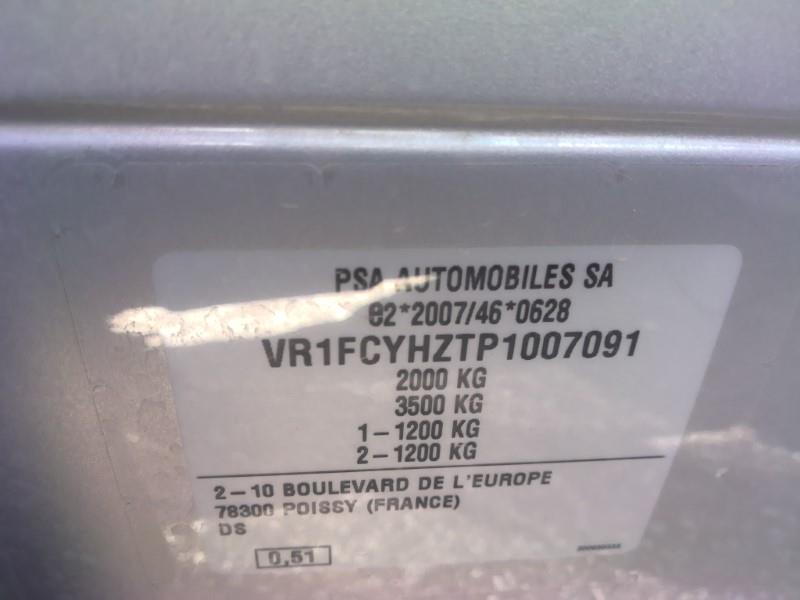 PSA AUTOMOBILES SA
e2*2007/46*0628
VR1FCYHZTP1007091
2000 KG
3500 KG
1-1200 KG
2-1200 KG
2-10 BOULEVARD DE L'EUROPE
78300 POISSY (FRANCE)
DS
0,51